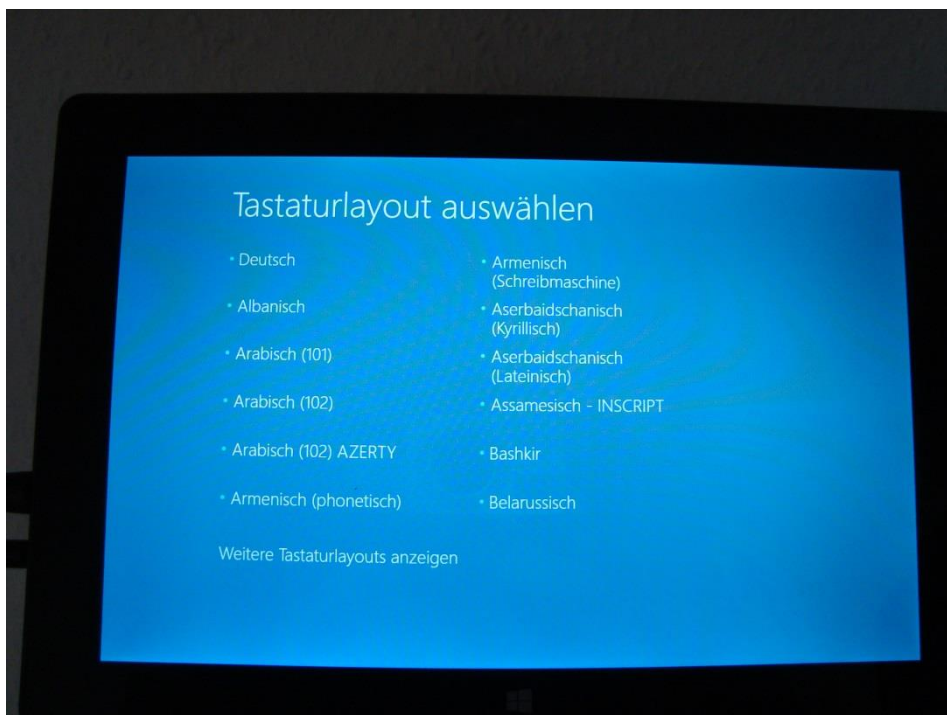 Tastaturlayout auswählen
Deutsch
Albanisch
Arabisch (101)
Arabisch (102)
Arabisch (102) AZERTY
Armenisch (phonetisch)
Armenisch
(Schreibmaschine)
Aserbaidschanisch
(Kyrillisch)
Aserbaidschanisch
(Lateinisch)
Assamesisch - INSCRIPT
Bashkir
Belarussisch
Weitere Tastaturlayouts anzeigen